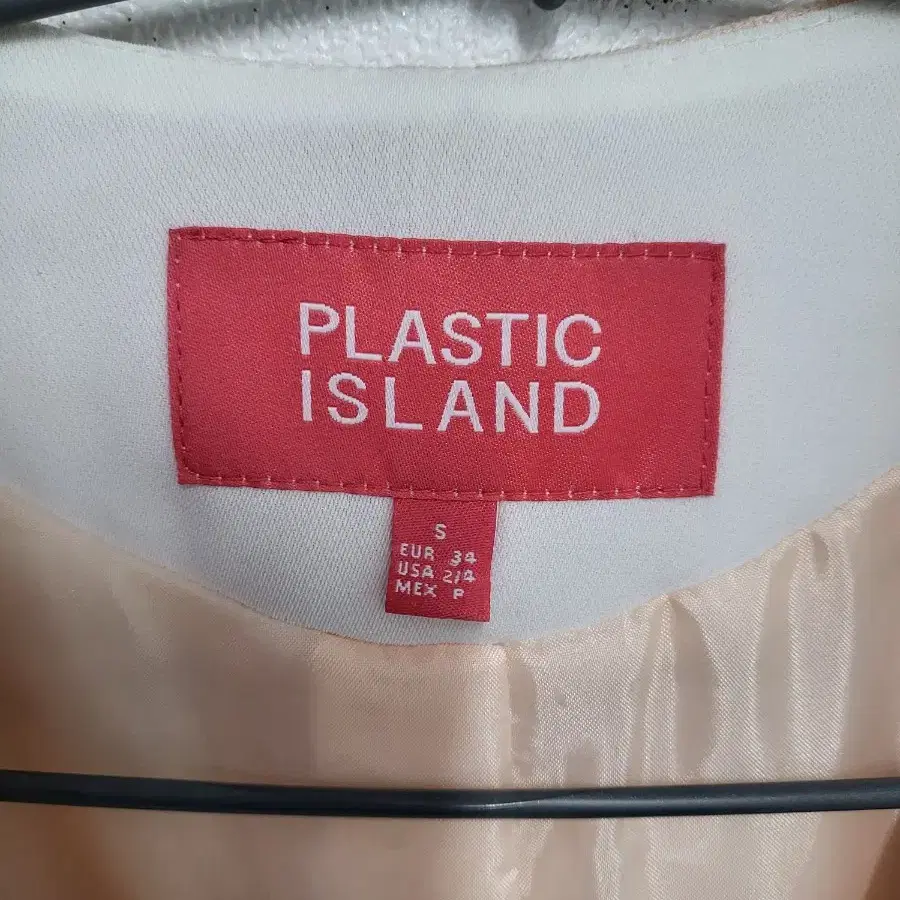 PLASTIC
ISLAND
S
EUR 34
USA 2/4
MEX P